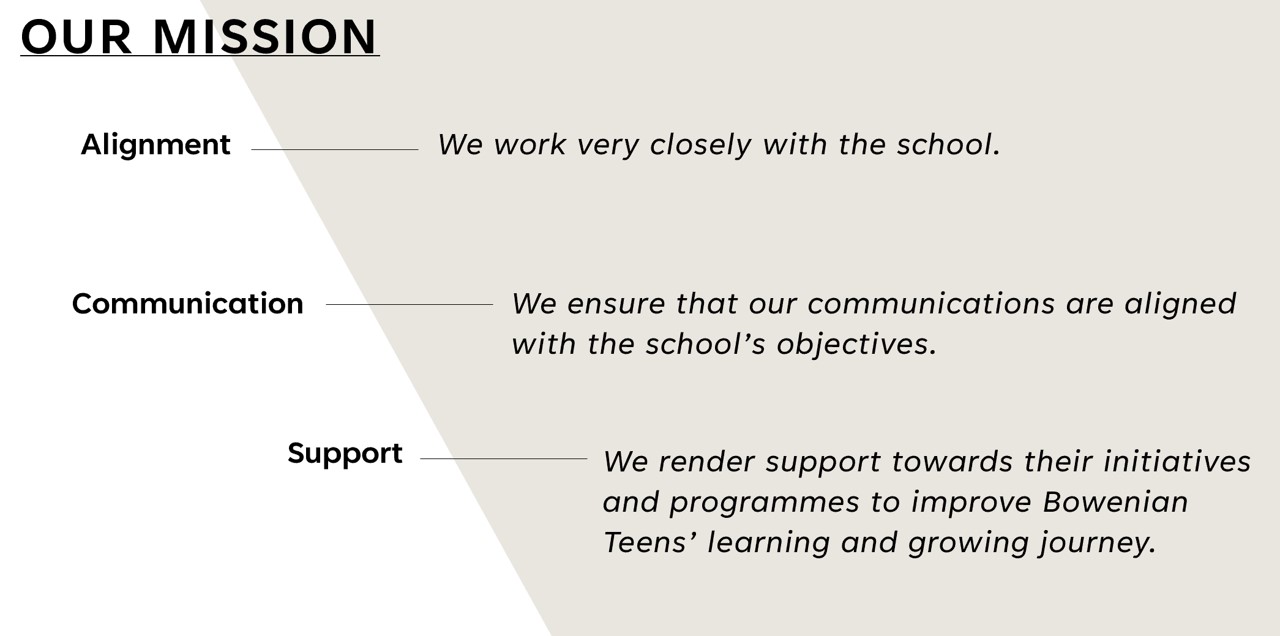 OUR MISSION
Alignment
We work very closely with the school.
Communication
We ensure that our communications are aligned
with the school’s objectives.
Support
We render support towards their initiatives
and programmes to improve Bowenian
Teens’ learning and growing journey.